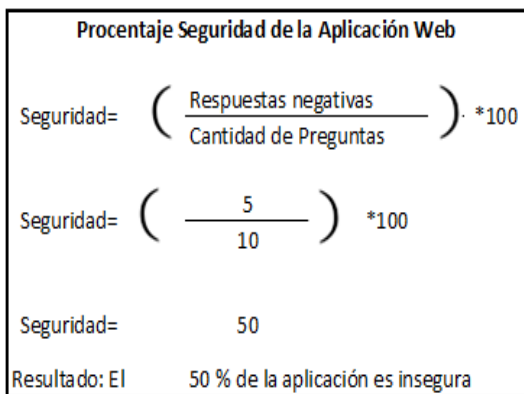 Procentaje Seguridad de la Aplicación Web
Seguridad= ( Respuestas negativas / Cantidad de Preguntas ) *100
Seguridad= ( 5 / 10 ) *100
Seguridad= 50
Resultado: El 50 % de la aplicación es insegura